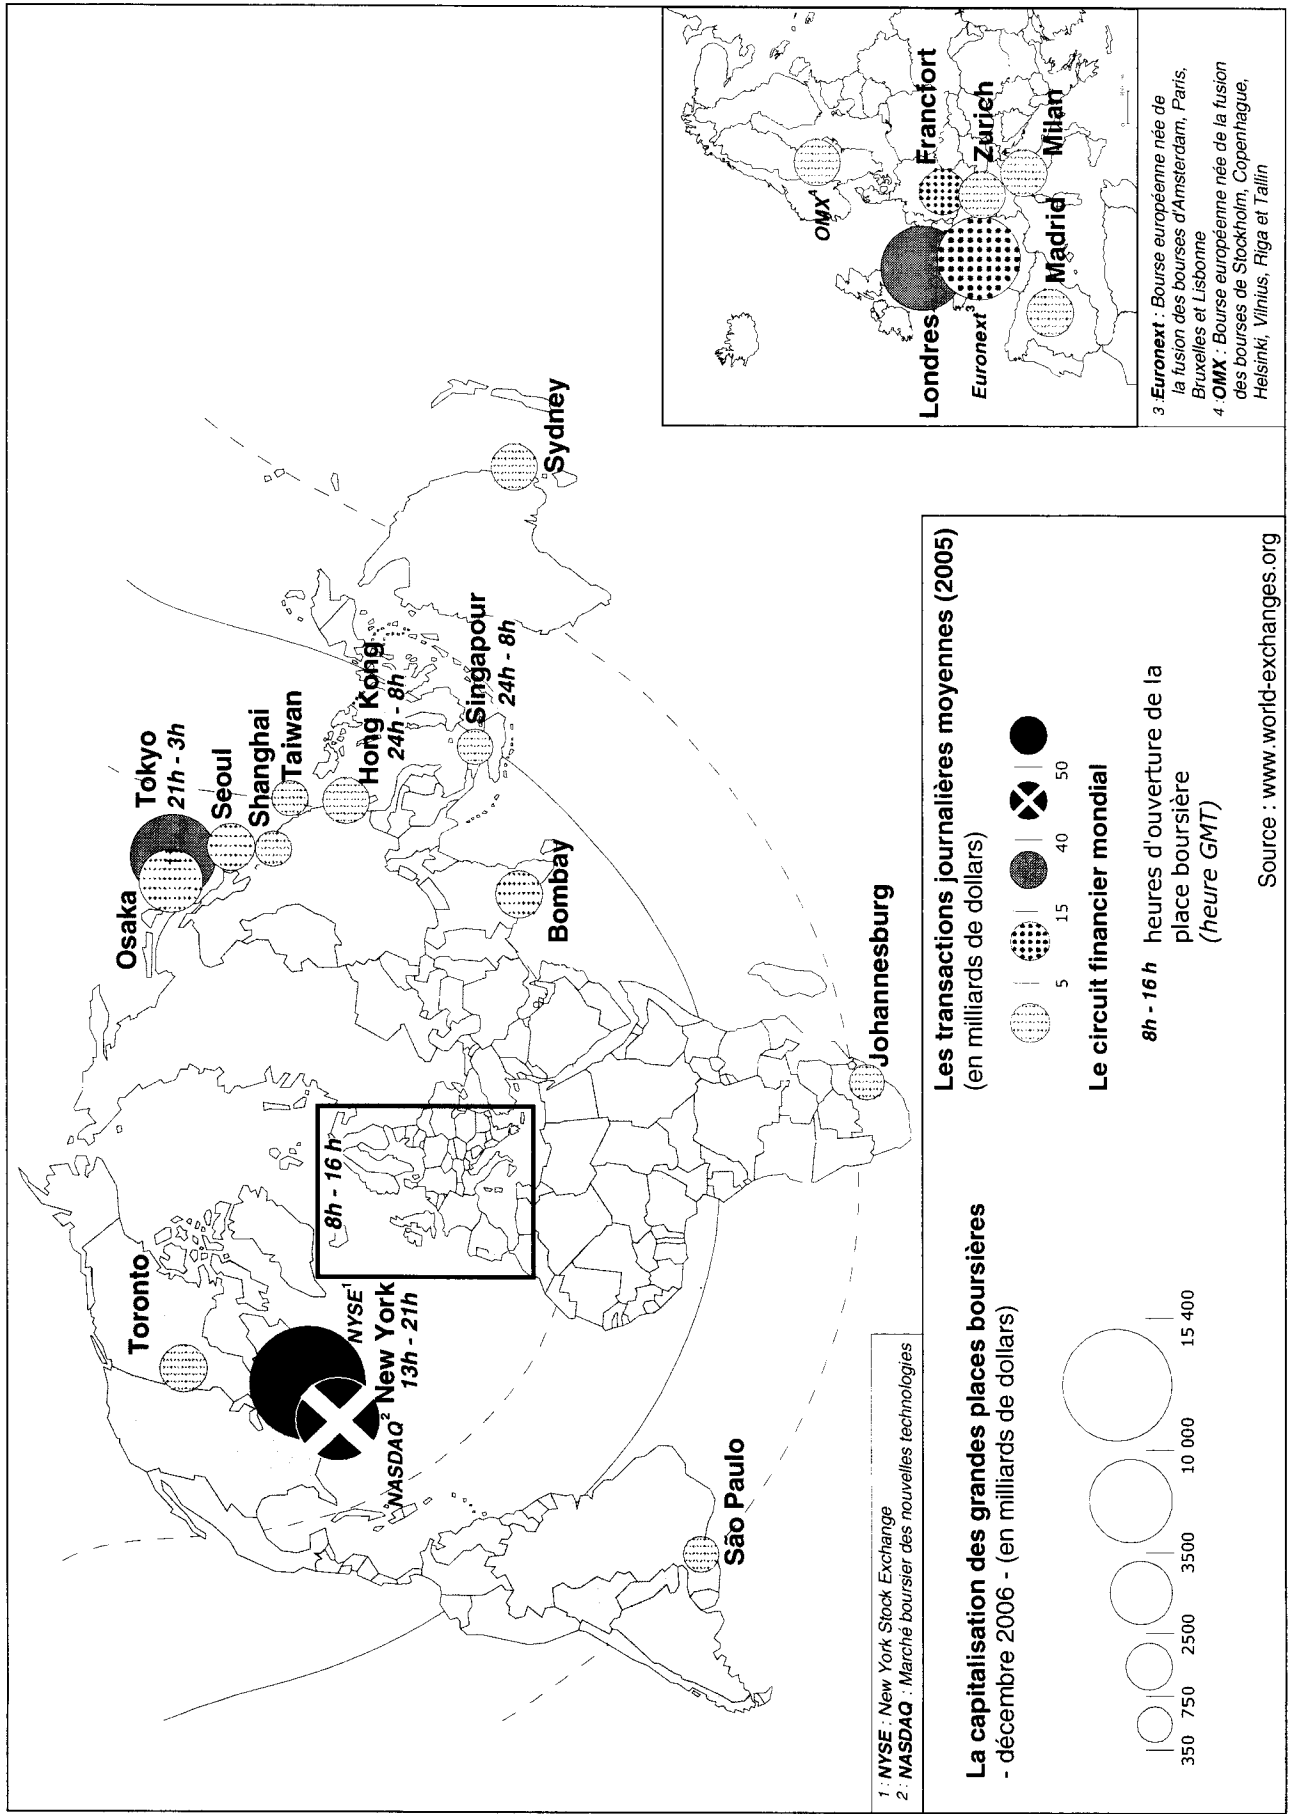 Toronto
NYSE¹
New York
13h - 21h
NASDAQ²
8h - 16 h
Osaka
Tokyo
21h - 3h
Seoul
Shanghai
Taiwan
Hong Kong
24h - 8h
Singapour
24h - 8h
Bombay
Sydney
São Paulo
Johannesburg
OMX⁴
Londres
Francfort
Euronext³
Zurich
Madrid
Milan
3 : Euronext : Bourse européenne née de
la fusion des bourses d'Amsterdam, Paris,
Bruxelles et Lisbonne
4 : OMX : Bourse européenne née de la fusion
des bourses de Stockholm, Copenhague,
Helsinki, Vilnius, Riga et Tallin
1 : NYSE : New York Stock Exchange
2 : NASDAQ : Marché boursier des nouvelles technologies
La capitalisation des grandes places boursières
- décembre 2006 - (en milliards de dollars)
350 750 2500 3500 10 000 15 400
Les transactions journalières moyennes (2005)
(en milliards de dollars)
5 15 40 50
Le circuit financier mondial
8h - 16 h heures d'ouverture de la
place boursière
(heure GMT)
Source : www.world-exchanges.org